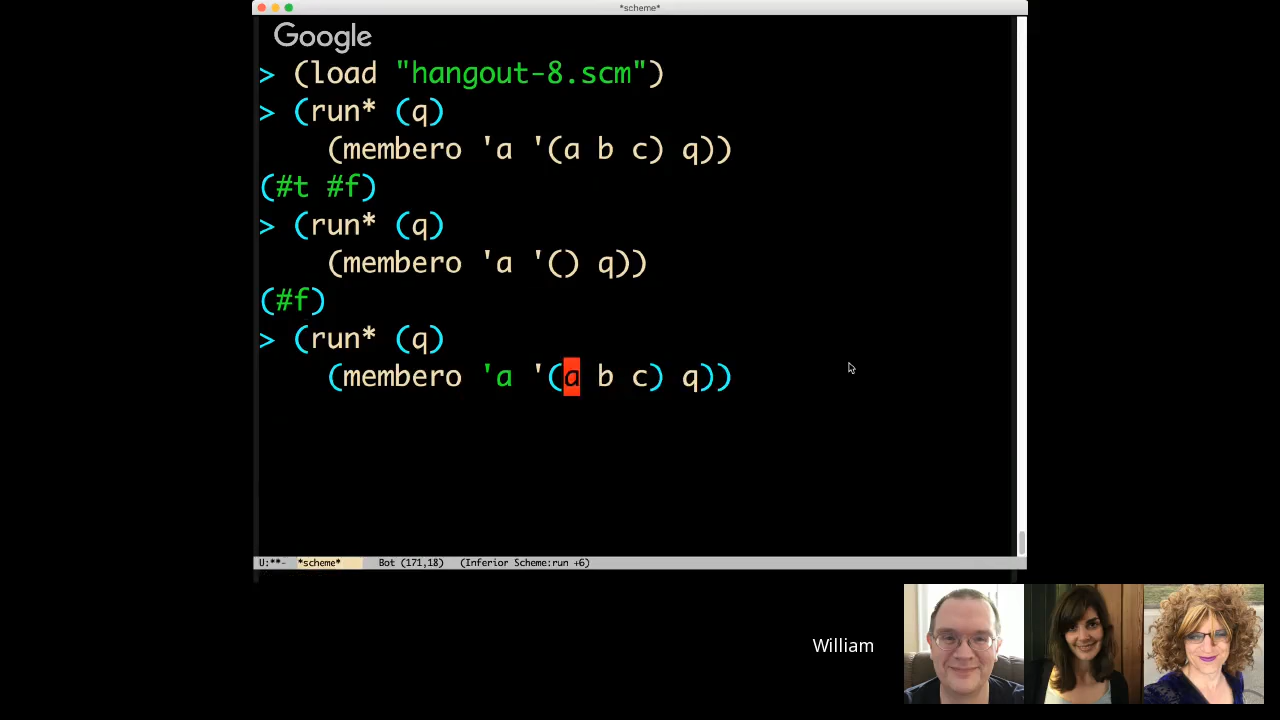 *scheme*
Google
> (load "hangout-8.scm")
> (run* (q)
(membero 'a '(a b c) q))
(#t #f)
> (run* (q)
(membero 'a '() q))
(#f)
> (run* (q)
(membero 'a '(a b c) q))
U:**- *scheme* Bot (171,18) (Inferior Scheme:run +6)
William